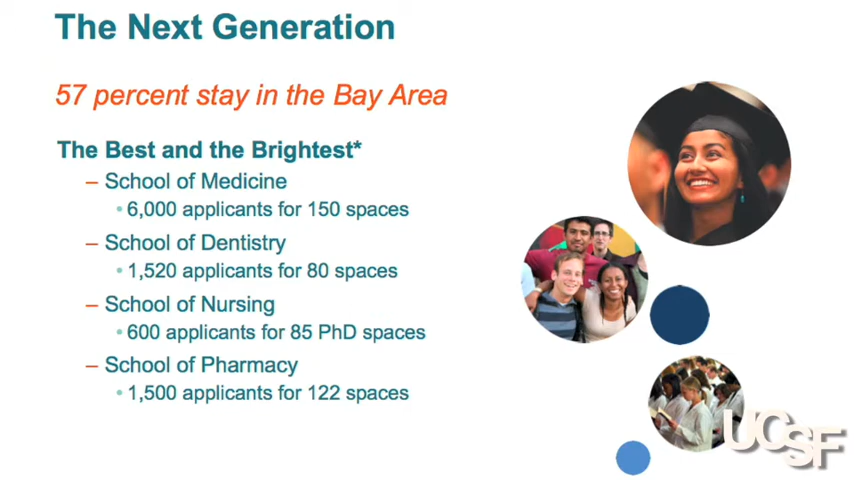 The Next Generation
57 percent stay in the Bay Area
The Best and the Brightest*
– School of Medicine
• 6,000 applicants for 150 spaces
– School of Dentistry
• 1,520 applicants for 80 spaces
– School of Nursing
• 600 applicants for 85 PhD spaces
– School of Pharmacy
• 1,500 applicants for 122 spaces
UCSF